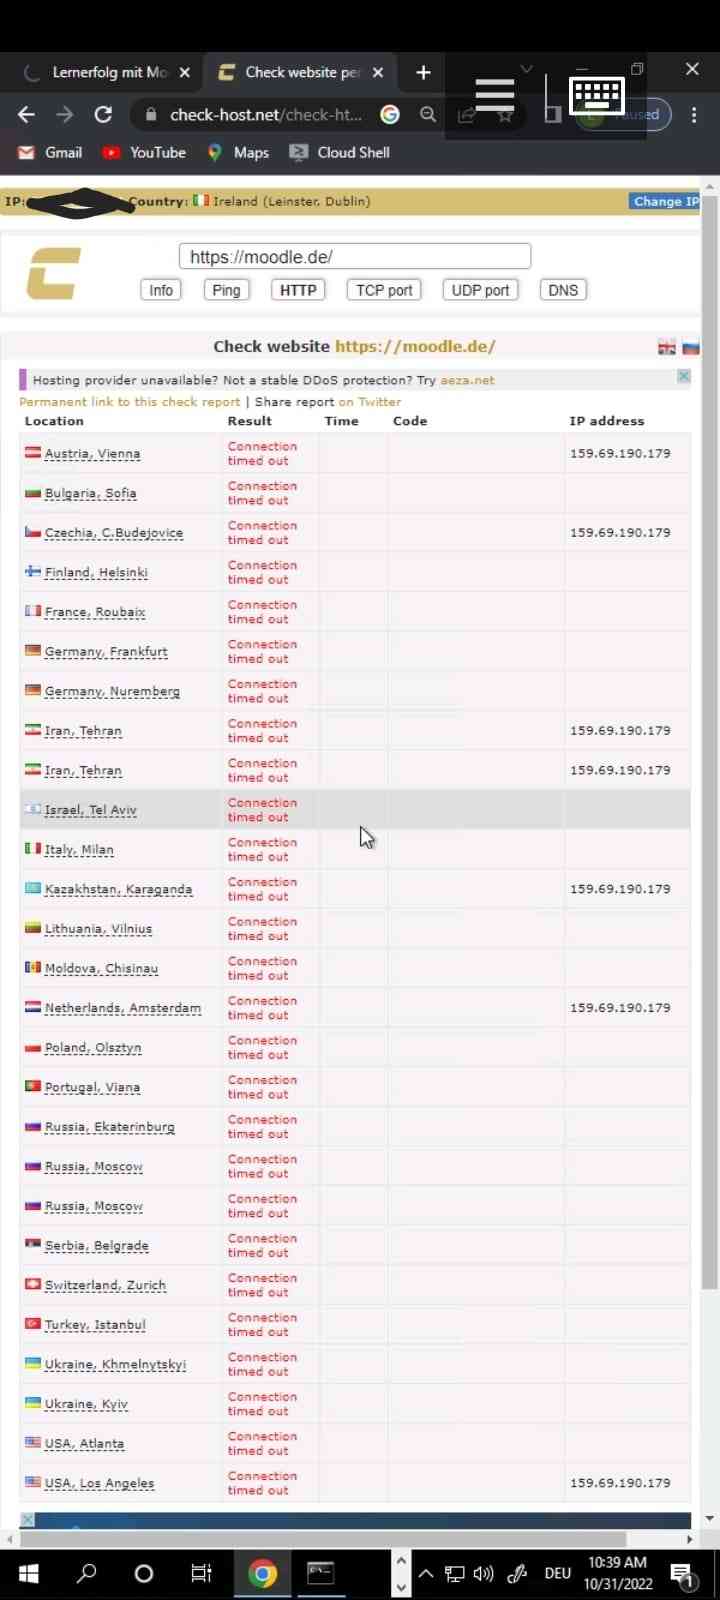 Lernerfolg mit Mo
Check website per
check-host.net/check-ht...
Paused
Gmail YouTube Maps Cloud Shell
IP: Country: Ireland (Leinster, Dublin) Change IP
https://moodle.de/
Info Ping HTTP TCP port UDP port DNS
Check website https://moodle.de/
Hosting provider unavailable? Not a stable DDoS protection? Try aeza.net
Permanent link to this check report | Share report on Twitter
Location Result Time Code IP address
Austria, Vienna Connection timed out 159.69.190.179
Bulgaria, Sofia Connection timed out
Czechia, C.Budejovice Connection timed out 159.69.190.179
Finland, Helsinki Connection timed out
France, Roubaix Connection timed out
Germany, Frankfurt Connection timed out
Germany, Nuremberg Connection timed out
Iran, Tehran Connection timed out 159.69.190.179
Iran, Tehran Connection timed out 159.69.190.179
Israel, Tel Aviv Connection timed out
Italy, Milan Connection timed out
Kazakhstan, Karaganda Connection timed out 159.69.190.179
Lithuania, Vilnius Connection timed out
Moldova, Chisinau Connection timed out
Netherlands, Amsterdam Connection timed out 159.69.190.179
Poland, Olsztyn Connection timed out
Portugal, Viana Connection timed out
Russia, Ekaterinburg Connection timed out
Russia, Moscow Connection timed out
Russia, Moscow Connection timed out
Serbia, Belgrade Connection timed out
Switzerland, Zurich Connection timed out
Turkey, Istanbul Connection timed out
Ukraine, Khmelnytskyi Connection timed out
Ukraine, Kyiv Connection timed out
USA, Atlanta Connection timed out
USA, Los Angeles Connection timed out 159.69.190.179
DEU 10:39 AM
10/31/2022 1